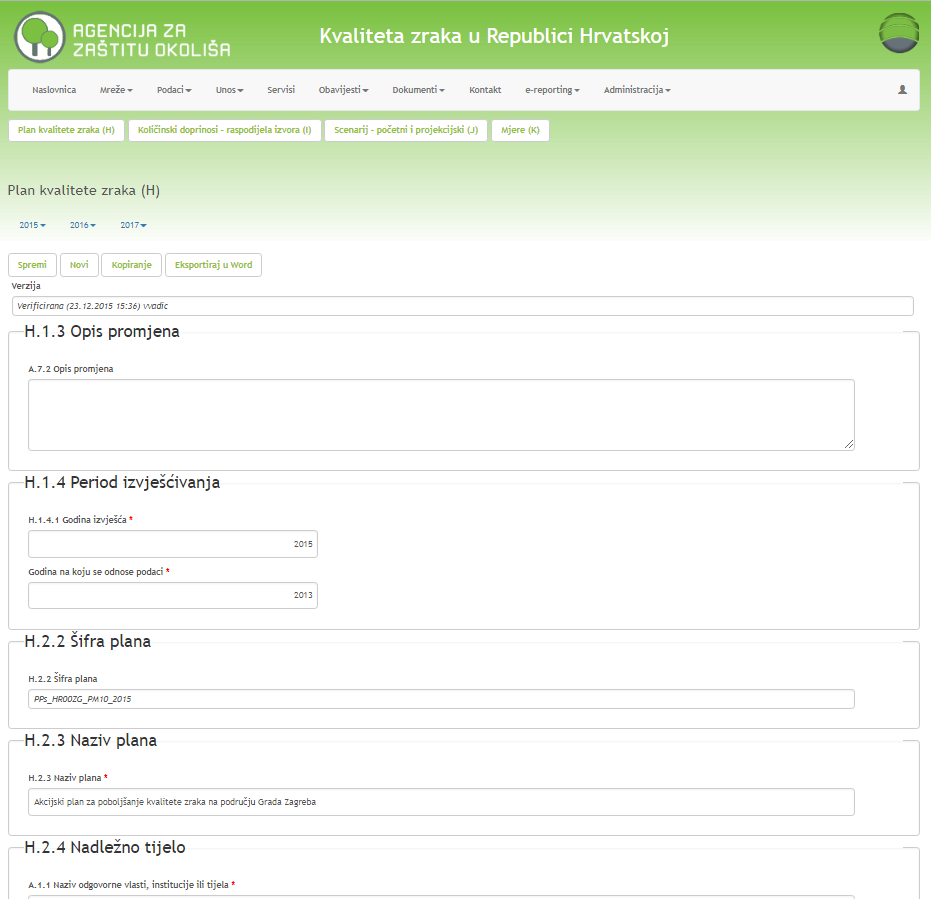 AGENCIJA ZA
ZAŠTITU OKOLIŠA
Kvaliteta zraka u Republici Hrvatskoj
Naslovnica Mreže Podaci Unos Servisi Obavijesti Dokumenti Kontakt e-reporting Administracija
Plan kvalitete zraka (H) Količinski doprinosi - raspodijela izvora (I) Scenarij - početni i projekcijski (J) Mjere (K)
Plan kvalitete zraka (H)
2015 2016 2017
Spremi Novi Kopiranje Eksportiraj u Word
Verzija
Verificirana (23.12.2015 15:36) vvadic
H.1.3 Opis promjena
A.7.2 Opis promjena
H.1.4 Period izvješćivanja
H.1.4.1 Godina izvješća *
2015
Godina na koju se odnose podaci *
2013
H.2.2 Šifra plana
H.2.2 Šifra plana
PPs_HR00ZG_PM10_2015
H.2.3 Naziv plana
H.2.3 Naziv plana *
Akcijski plan za poboljšanje kvalitete zraka na području Grada Zagreba
H.2.4 Nadležno tijelo
A.1.1 Naziv odgovorne vlasti, institucije ili tijela *